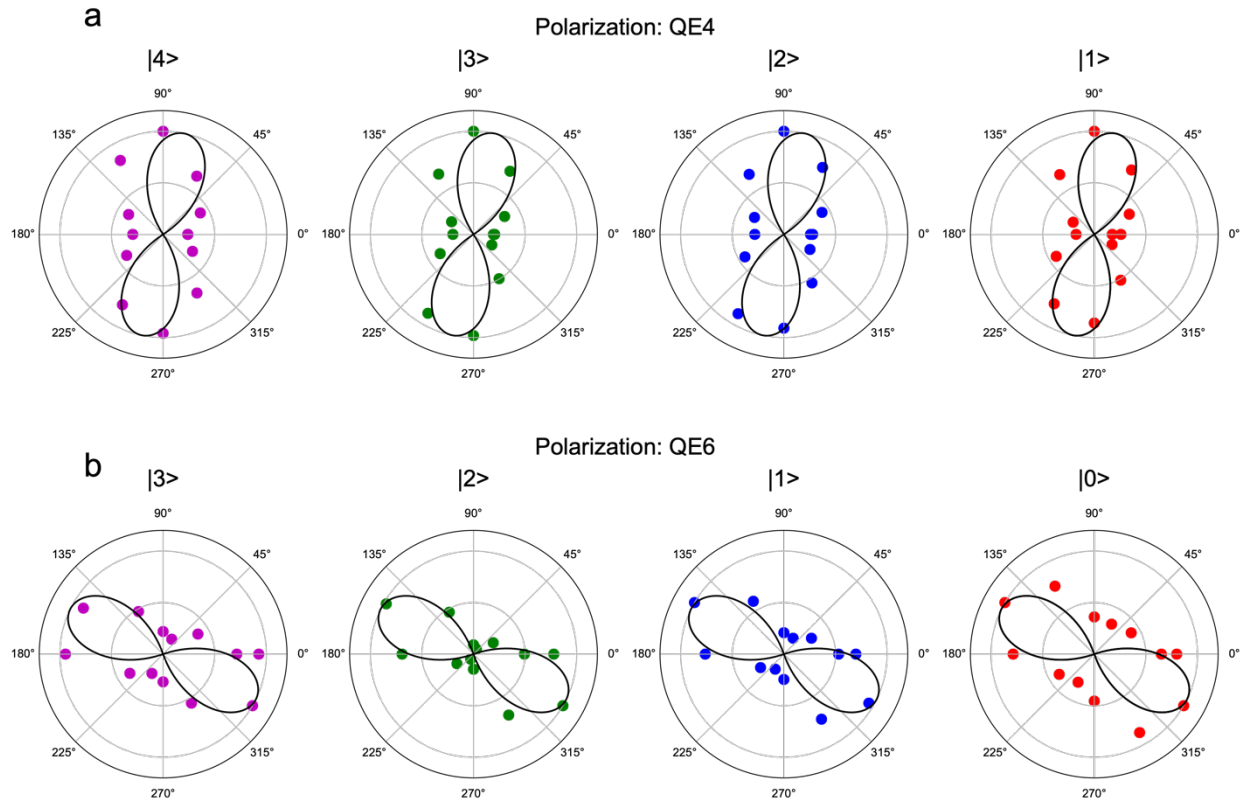 a
Polarization: QE4
|4> |3> |2> |1>
90° 90° 90° 90°
135° 45° 135° 45° 135° 45° 135° 45°
180° 0° 180° 0° 180° 0° 180° 0°
225° 315° 225° 315° 225° 315° 225° 315°
270° 270° 270° 270°
b
Polarization: QE6
|3> |2> |1> |0>
90° 90° 90° 90°
135° 45° 135° 45° 135° 45° 135° 45°
180° 0° 180° 0° 180° 0° 180° 0°
225° 315° 225° 315° 225° 315° 225° 315°
270° 270° 270° 270°